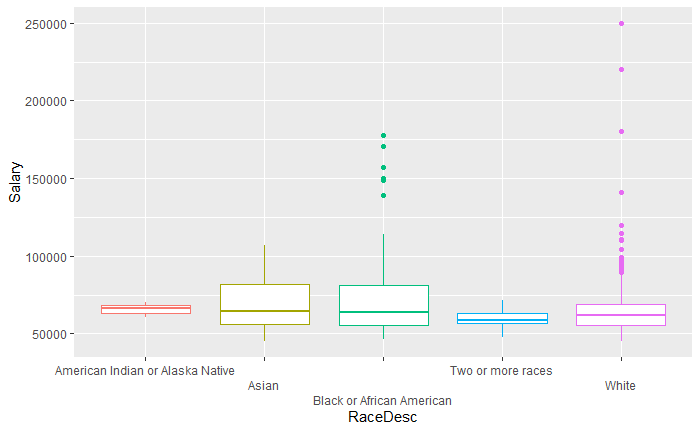 250000
200000
150000
100000
50000
Salary
American Indian or Alaska Native
Asian
Black or African American
Two or more races
White
RaceDesc